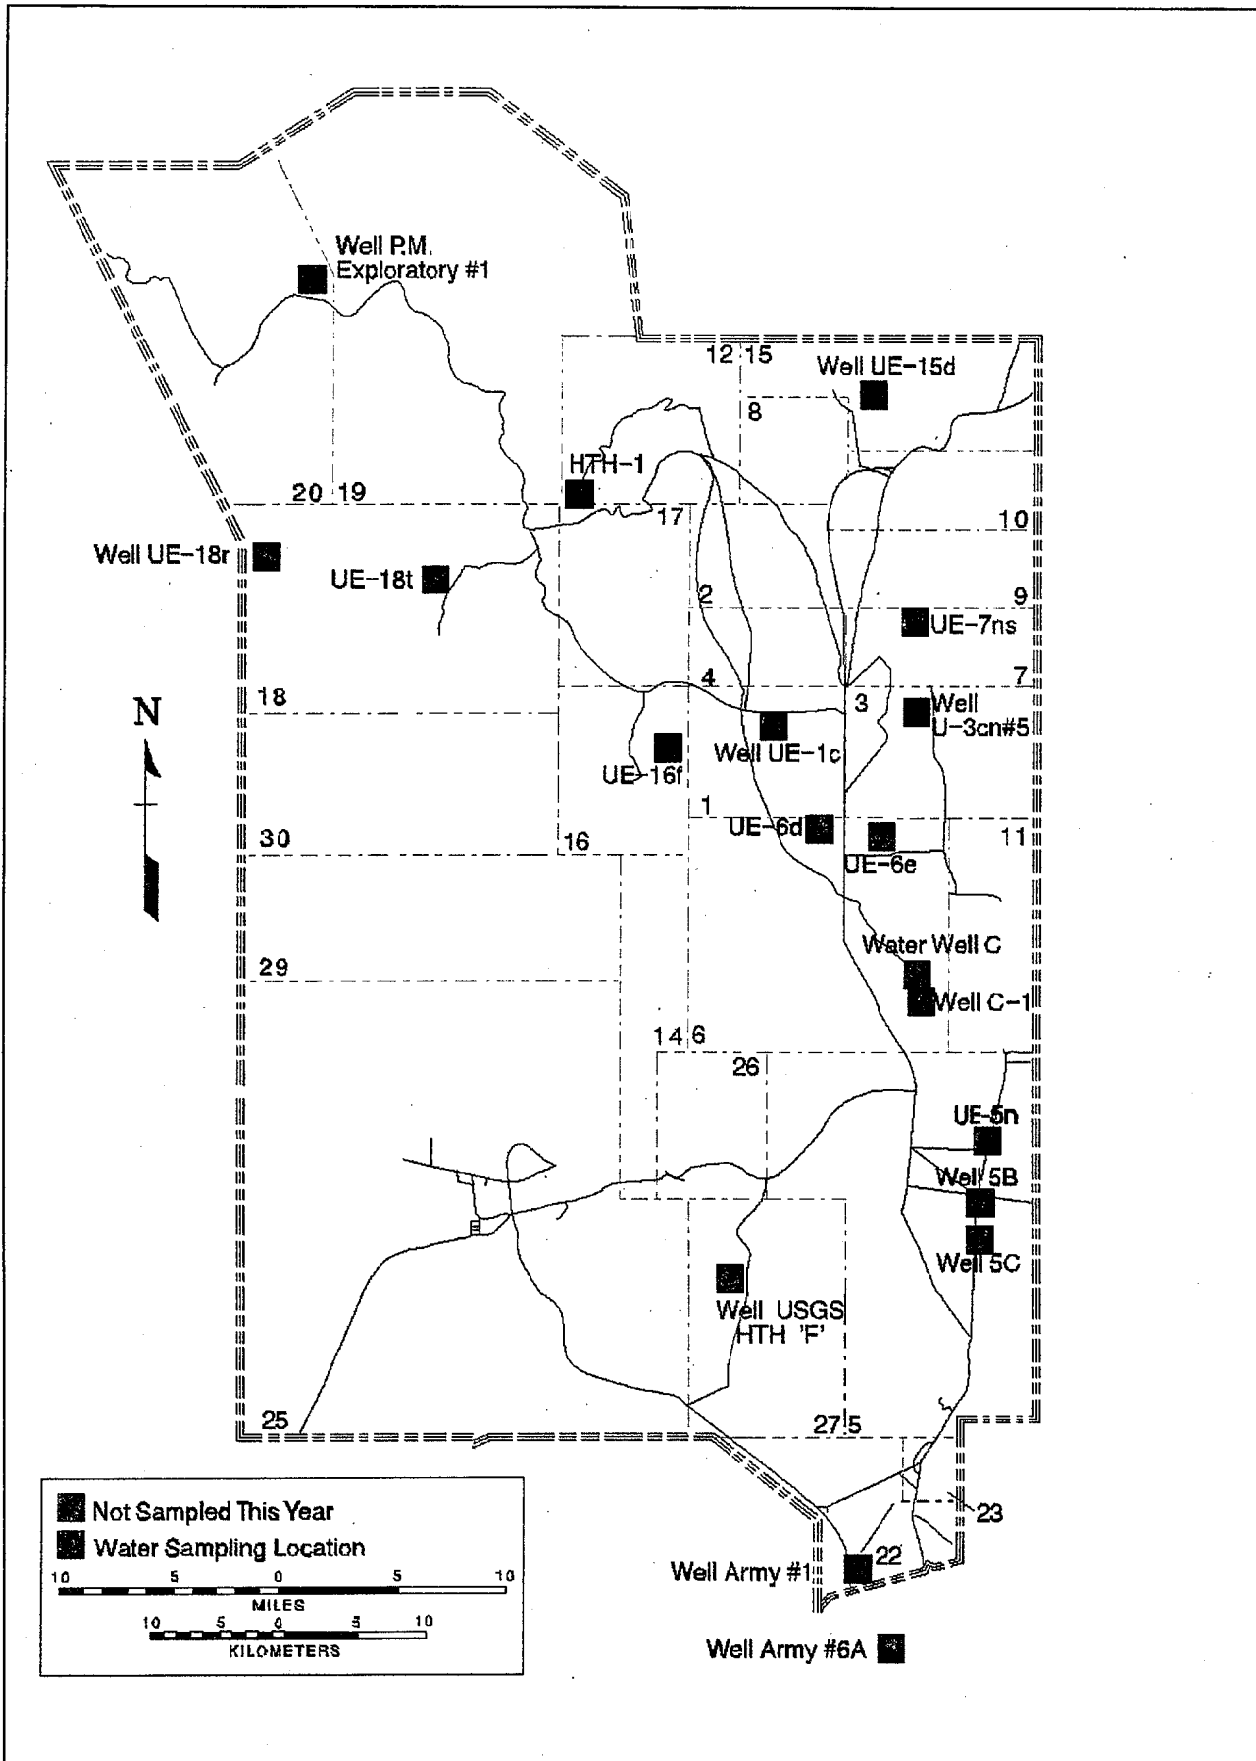 Well P.M.
Exploratory #1
12 15
Well UE-15d
8
HTH-1
20 19
17
10
Well UE-18r
UE-18t
2
9
UE-7ns
18
4
7
3
Well
U-3cn#5
N
Well UE-1c
UE-16f
1
UE-6d
11
30
16
UE-6e
Water Well C
29
Well C-1
14 6
26
UE-5n
Well 5B
Well 5C
Well USGS
HTH 'F'
25
27 5
Not Sampled This Year
23
Water Sampling Location
22
Well Army #1
10 5 0 5 10
MILES
10 5 0 5 10
KILOMETERS
Well Army #6A